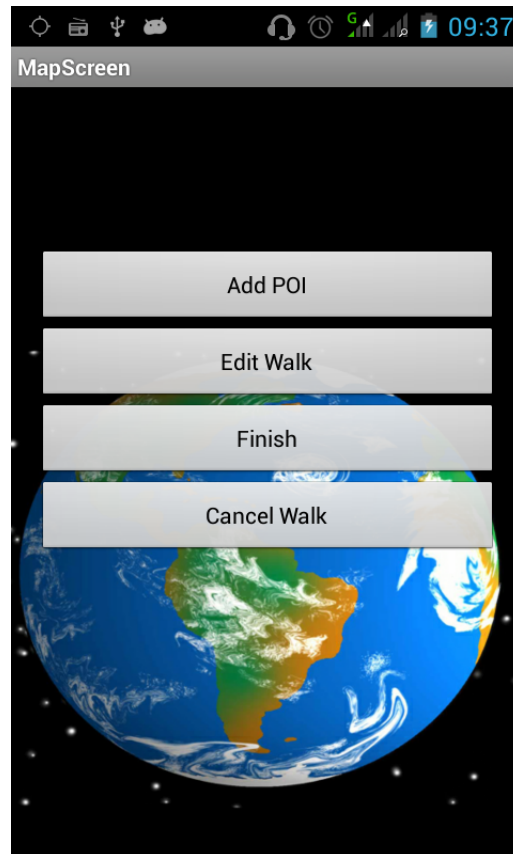 G
09:37
MapScreen
Add POI
Edit Walk
Finish
Cancel Walk